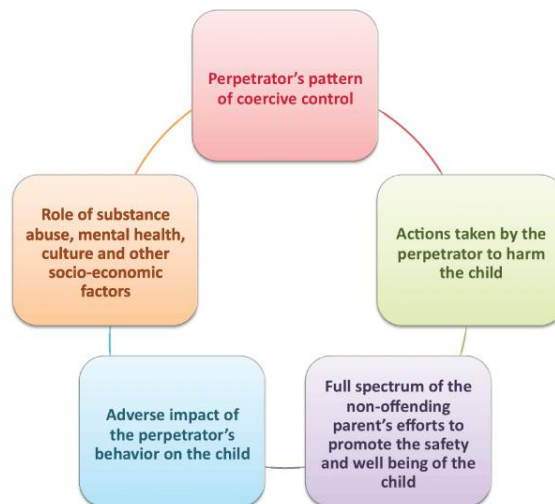 Perpetrator's pattern
of coercive control
Actions taken by the
perpetrator to harm
the child
Full spectrum of the
non-offending
parent's efforts to
promote the safety
and well being of the
child
Adverse impact of
the perpetrator's
behavior on the child
Role of substance
abuse, mental health,
culture and other
socio-economic
factors